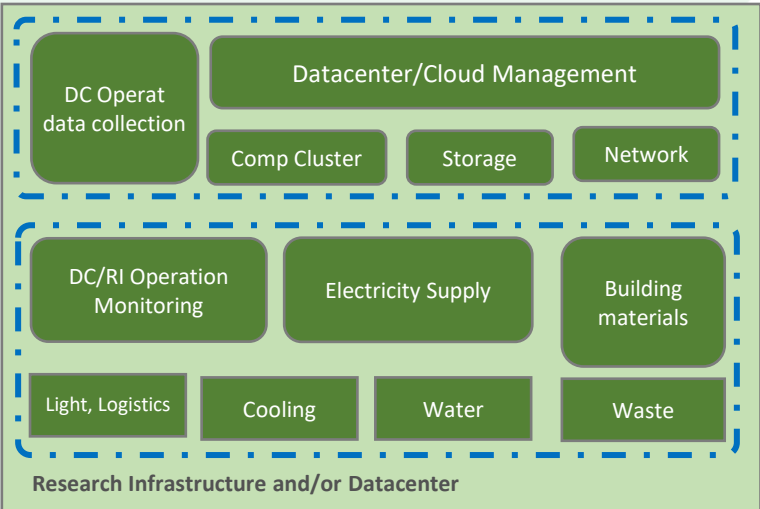 DC Operat
data collection
Datacenter/Cloud Management
Comp Cluster
Storage
Network
DC/RI Operation
Monitoring
Electricity Supply
Building
materials
Light, Logistics
Cooling
Water
Waste
Research Infrastructure and/or Datacenter